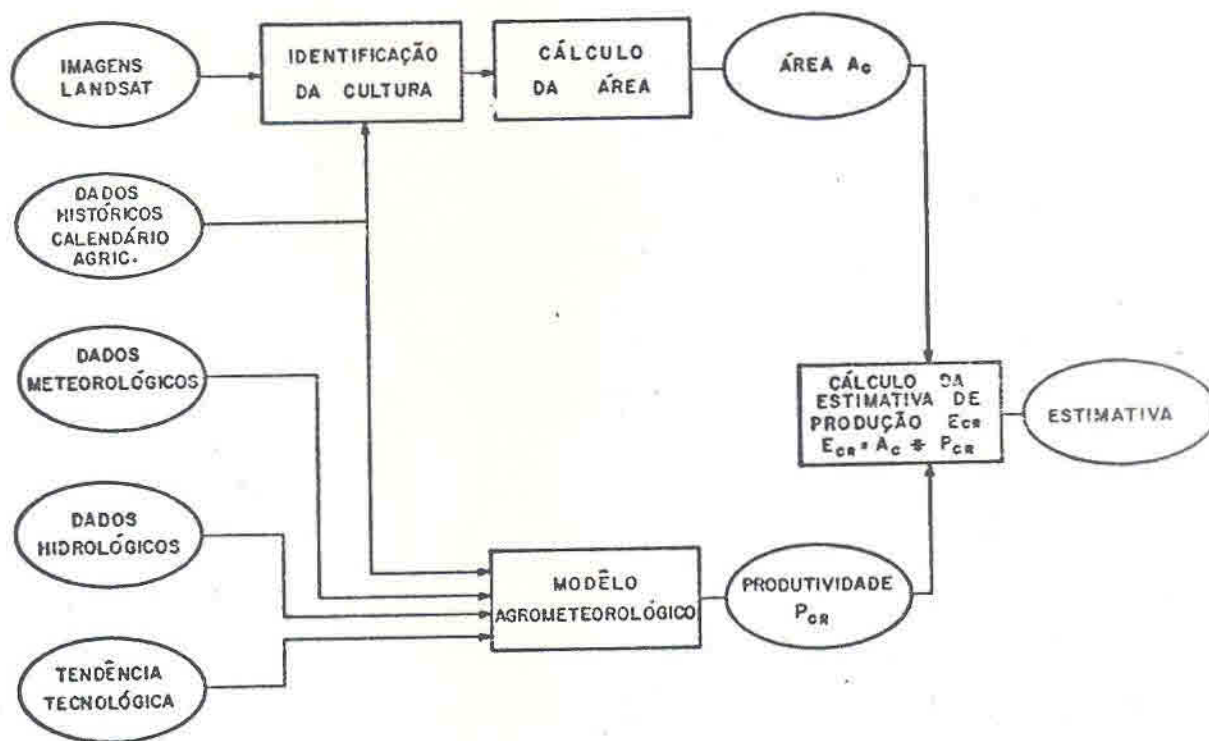 IMAGENS
LANDSAT
IDENTIFICAÇÃO
DA CULTURA
CÁLCULO
DA ÁREA
ÁREA Ac
DADOS
HISTÓRICOS
CALENDÁRIO
AGRIC.
DADOS
METEOROLÓGICOS
CÁLCULO DA
ESTIMATIVA DE
PRODUÇÃO ECR
ECR = AC * PCR
ESTIMATIVA
DADOS
HIDROLÓGICOS
MODÊLO
AGROMETEOROLÓGICO
PRODUTIVIDADE
PCR
TENDÊNCIA
TECNOLÓGICA